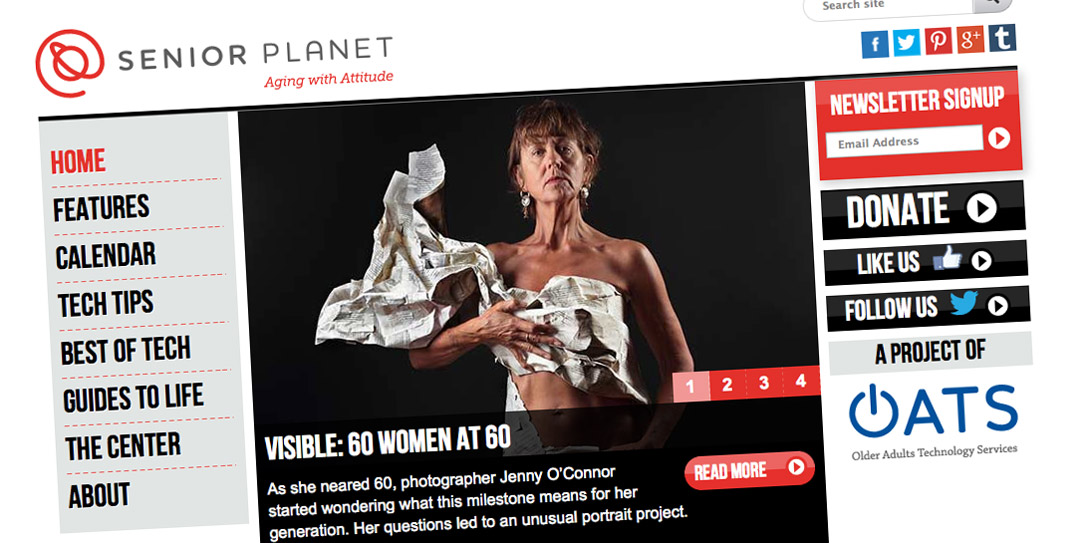 Search site
SENIOR PLANET
Aging with Attitude
HOME
FEATURES
CALENDAR
TECH TIPS
BEST OF TECH
GUIDES TO LIFE
THE CENTER
ABOUT
1 2 3 4
VISIBLE: 60 WOMEN AT 60
As she neared 60, photographer Jenny O'Connor
started wondering what this milestone means for her
generation. Her questions led to an unusual portrait project.
READ MORE
f
g+
t
NEWSLETTER SIGNUP
Email Address
DONATE
LIKE US
FOLLOW US
A PROJECT OF
OATS
Older Adults Technology Services